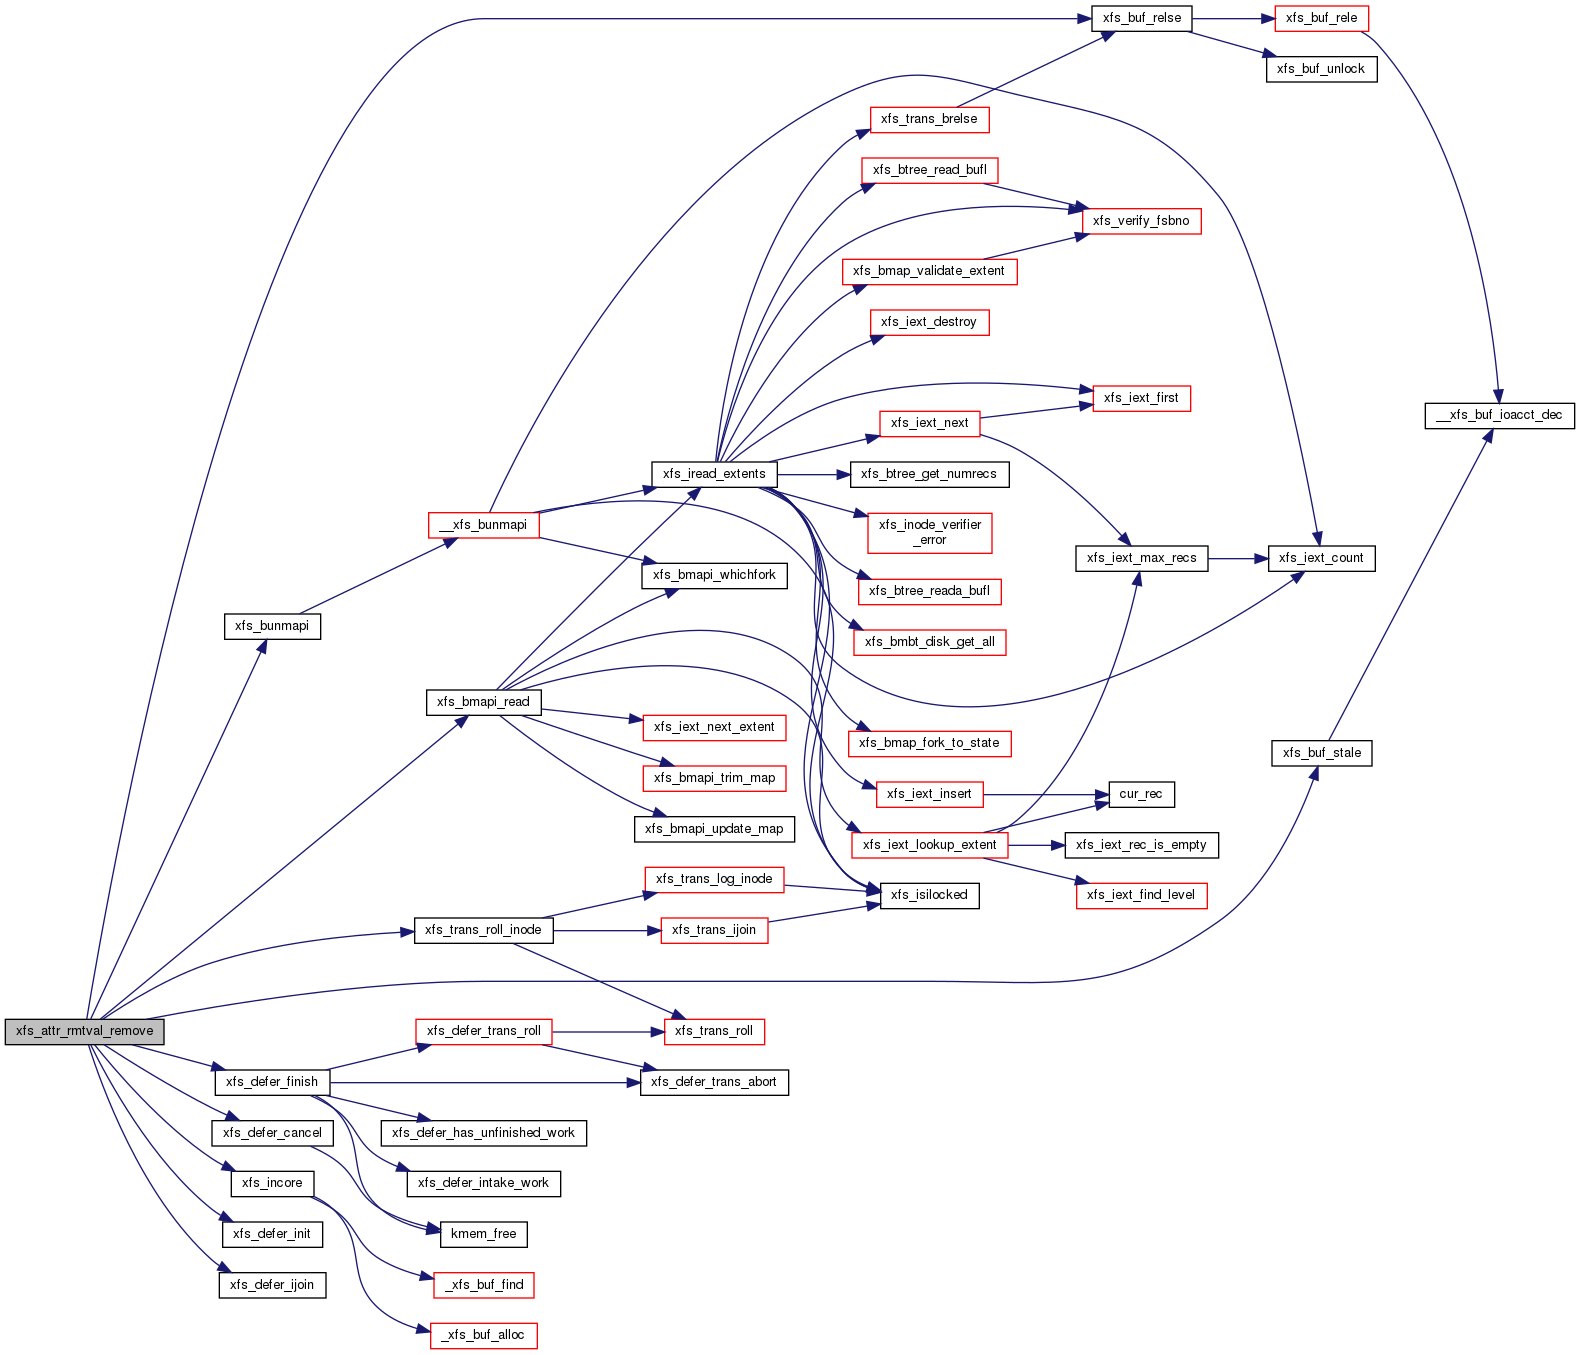 xfs_buf_relse
xfs_buf_rele
xfs_buf_unlock
xfs_trans_brelse
xfs_btree_read_bufl
xfs_verify_fsbno
xfs_bmap_validate_extent
xfs_iext_destroy
xfs_iext_first
__xfs_buf_ioacct_dec
xfs_iext_next
xfs_iread_extents
xfs_btree_get_numrecs
__xfs_bunmapi
xfs_inode_verifier
_error
xfs_iext_max_recs
xfs_iext_count
xfs_bmapi_whichfork
xfs_btree_reada_bufl
xfs_bunmapi
xfs_bmbt_disk_get_all
xfs_bmapi_read
xfs_iext_next_extent
xfs_bmap_fork_to_state
xfs_buf_stale
xfs_bmapi_trim_map
xfs_iext_insert
cur_rec
xfs_bmapi_update_map
xfs_iext_lookup_extent
xfs_iext_rec_is_empty
xfs_trans_log_inode
xfs_isilocked
xfs_iext_find_level
xfs_trans_roll_inode
xfs_trans_ijoin
xfs_attr_rmtval_remove
xfs_defer_trans_roll
xfs_trans_roll
xfs_defer_finish
xfs_defer_trans_abort
xfs_defer_cancel
xfs_defer_has_unfinished_work
xfs_incore
xfs_defer_intake_work
xfs_defer_init
kmem_free
xfs_defer_ijoin
_xfs_buf_find
_xfs_buf_alloc